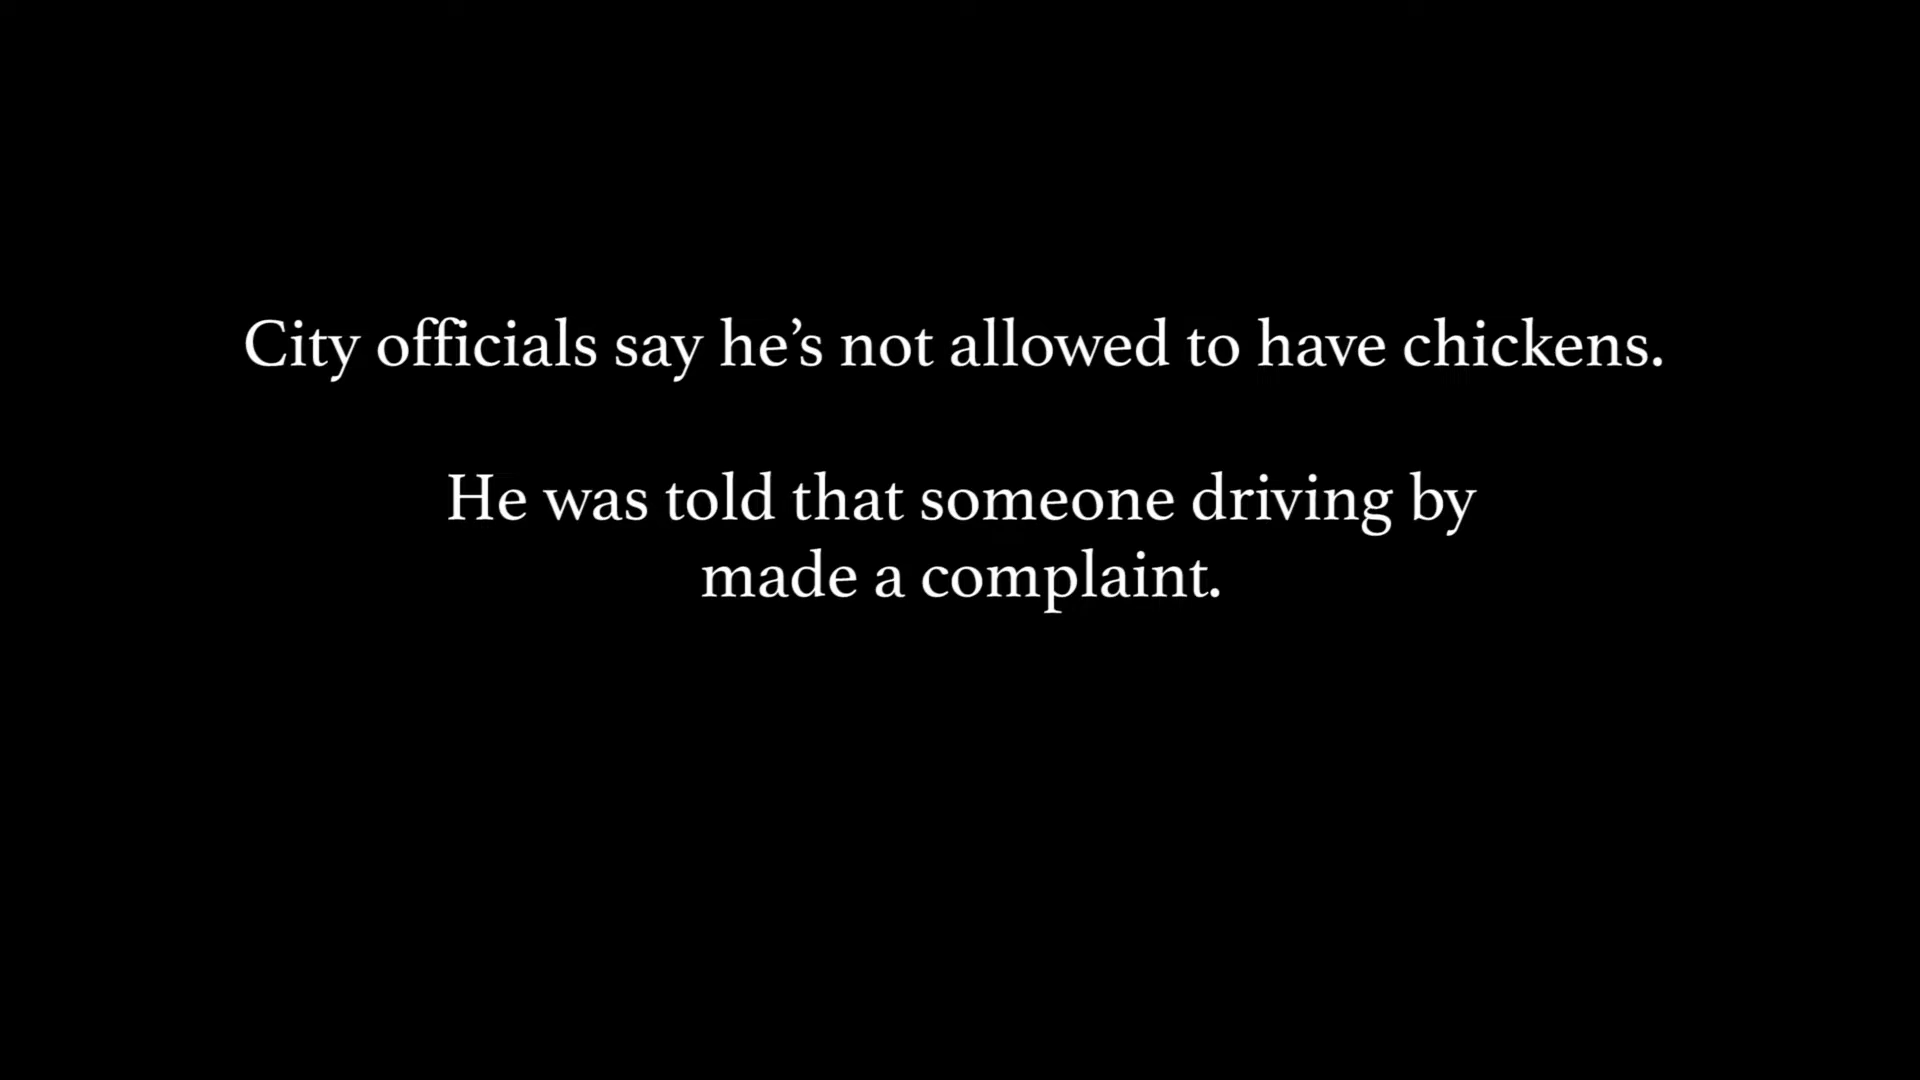 City officials say he’s not allowed to have chickens.
He was told that someone driving by
made a complaint.